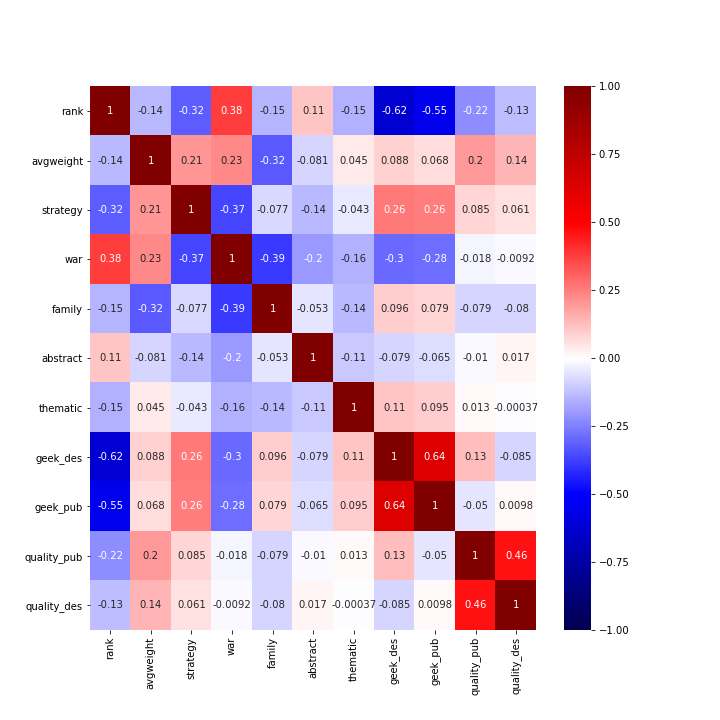 rank 1 -0.14 -0.32 0.38 -0.15 0.11 -0.15 -0.62 -0.55 -0.22 -0.13
avgweight -0.14 1 0.21 0.23 -0.32 -0.081 0.045 0.088 0.068 0.2 0.14
strategy -0.32 0.21 1 -0.37 -0.077 -0.14 -0.043 0.26 0.26 0.085 0.061
war 0.38 0.23 -0.37 1 -0.39 -0.2 -0.16 -0.3 -0.28 -0.018 -0.0092
family -0.15 -0.32 -0.077 -0.39 1 -0.053 -0.14 0.096 0.079 -0.079 -0.08
abstract 0.11 -0.081 -0.14 -0.2 -0.053 1 -0.11 -0.079 -0.065 -0.01 0.017
thematic -0.15 0.045 -0.043 -0.16 -0.14 -0.11 1 0.11 0.095 0.013 -0.00037
geek_des -0.62 0.088 0.26 -0.3 0.096 -0.079 0.11 1 0.64 0.13 -0.085
geek_pub -0.55 0.068 0.26 -0.28 0.079 -0.065 0.095 0.64 1 -0.05 0.0098
quality_pub -0.22 0.2 0.085 -0.018 -0.079 -0.01 0.013 0.13 -0.05 1 0.46
quality_des -0.13 0.14 0.061 -0.0092 -0.08 0.017 -0.00037 -0.085 0.0098 0.46 1
rank
avgweight
strategy
war
family
abstract
thematic
geek_des
geek_pub
quality_pub
quality_des
1.00
0.75
0.50
0.25
0.00
−0.25
−0.50
−0.75
−1.00